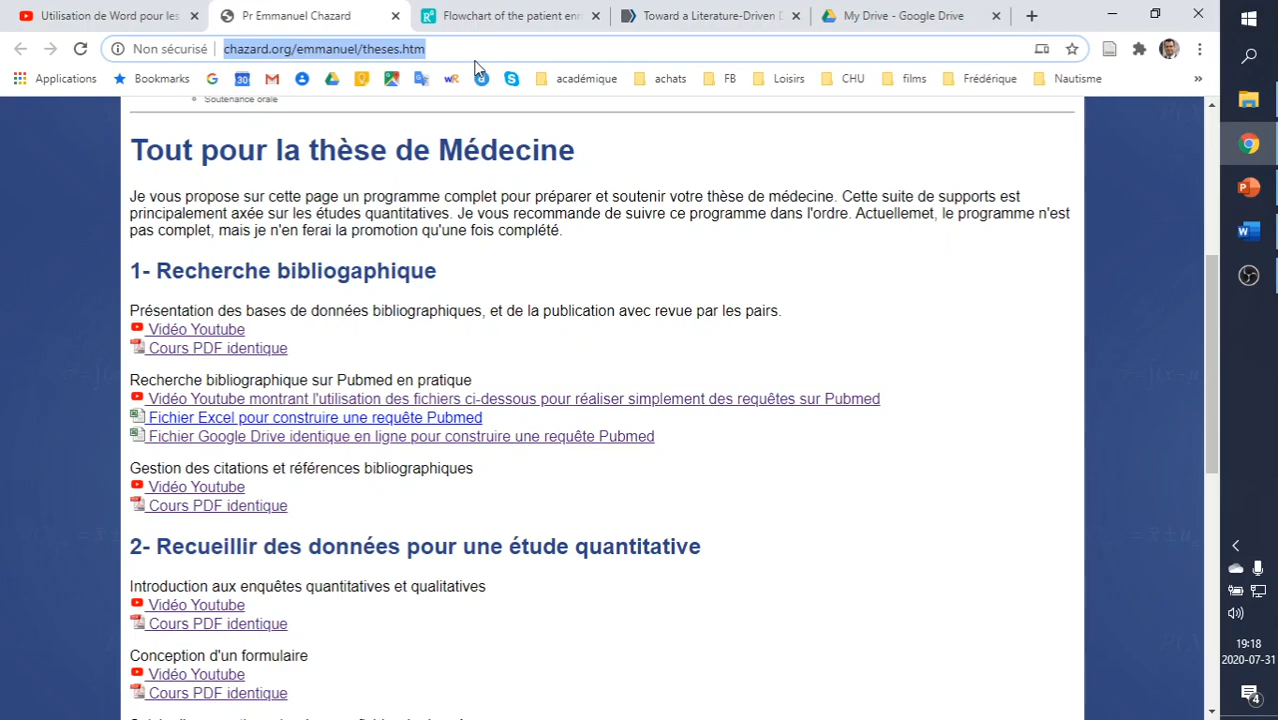 Utilisation de Word pour les
Pr Emmanuel Chazard
Flowchart of the patient enr
Toward a Literature-Driven D
My Drive - Google Drive
Non sécurisé
chazard.org/emmanuel/theses.htm
Applications
Bookmarks
académique
achats
FB
Loisirs
CHU
films
Frédérique
Nautisme
Soutenance orale
Tout pour la thèse de Médecine
Je vous propose sur cette page un programme complet pour préparer et soutenir votre thèse de médecine. Cette suite de supports est
principalement axée sur les études quantitatives. Je vous recommande de suivre ce programme dans l'ordre. Actuellemet, le programme n'est
pas complet, mais je n'en ferai la promotion qu'une fois complété.
1- Recherche bibliogaphique
Présentation des bases de données bibliographiques, et de la publication avec revue par les pairs.
Vidéo Youtube
Cours PDF identique
Recherche bibliographique sur Pubmed en pratique
Vidéo Youtube montrant l'utilisation des fichiers ci-dessous pour réaliser simplement des requêtes sur Pubmed
Fichier Excel pour construire une requête Pubmed
Fichier Google Drive identique en ligne pour construire une requête Pubmed
Gestion des citations et références bibliographiques
Vidéo Youtube
Cours PDF identique
2- Recueillir des données pour une étude quantitative
Introduction aux enquêtes quantitatives et qualitatives
Vidéo Youtube
Cours PDF identique
Conception d'un formulaire
Vidéo Youtube
Cours PDF identique
19:18
2020-07-31
4